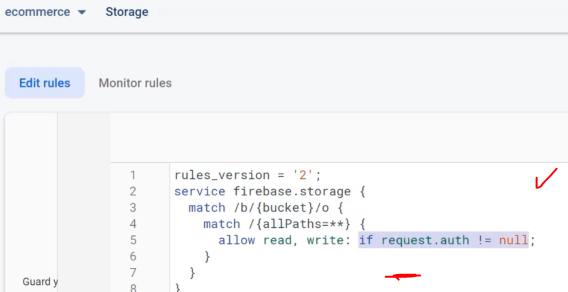 ecommerce Storage
Edit rules Monitor rules
1 rules_version = '2';
2 service firebase.storage {
3 match /b/{bucket}/o {
4 match /{allPaths=**} {
5 allow read, write: if request.auth != null;
6 }
7 }
8 }
Guard y